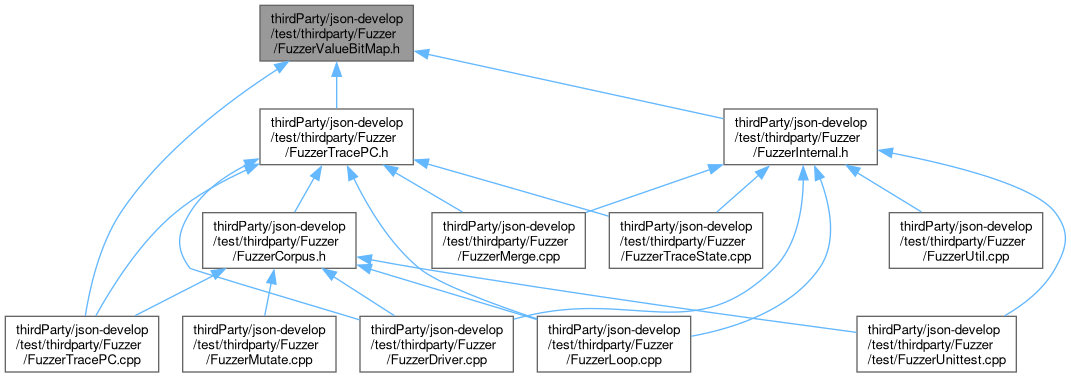 thirdParty/json-develop
/test/thirdparty/Fuzzer
/FuzzerValueBitMap.h
thirdParty/json-develop
/test/thirdparty/Fuzzer
/FuzzerTracePC.h
thirdParty/json-develop
/test/thirdparty/Fuzzer
/FuzzerInternal.h
thirdParty/json-develop
/test/thirdparty/Fuzzer
/FuzzerCorpus.h
thirdParty/json-develop
/test/thirdparty/Fuzzer
/FuzzerMerge.cpp
thirdParty/json-develop
/test/thirdparty/Fuzzer
/FuzzerTraceState.cpp
thirdParty/json-develop
/test/thirdparty/Fuzzer
/FuzzerUtil.cpp
thirdParty/json-develop
/test/thirdparty/Fuzzer
/FuzzerTracePC.cpp
thirdParty/json-develop
/test/thirdparty/Fuzzer
/FuzzerMutate.cpp
thirdParty/json-develop
/test/thirdparty/Fuzzer
/FuzzerDriver.cpp
thirdParty/json-develop
/test/thirdparty/Fuzzer
/FuzzerLoop.cpp
thirdParty/json-develop
/test/thirdparty/Fuzzer
/test/FuzzerUnittest.cpp